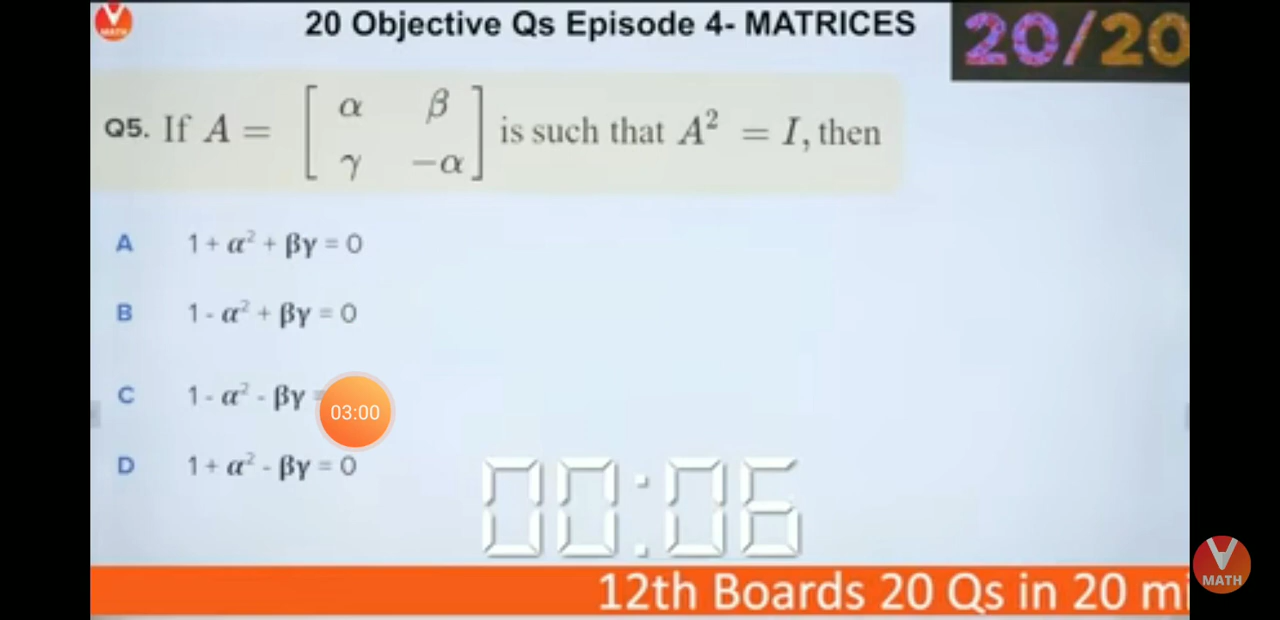 MATH
20 Objective Qs Episode 4- MATRICES
20/20
Q5. If A = [ α β
γ -α ] is such that A² = I, then
A 1 + α² + βγ = 0
B 1 - α² + βγ = 0
C 1 - α² - βγ
03:00
D 1 + α² - βγ = 0
00:06
12th Boards 20 Qs in 20 mi
MATH